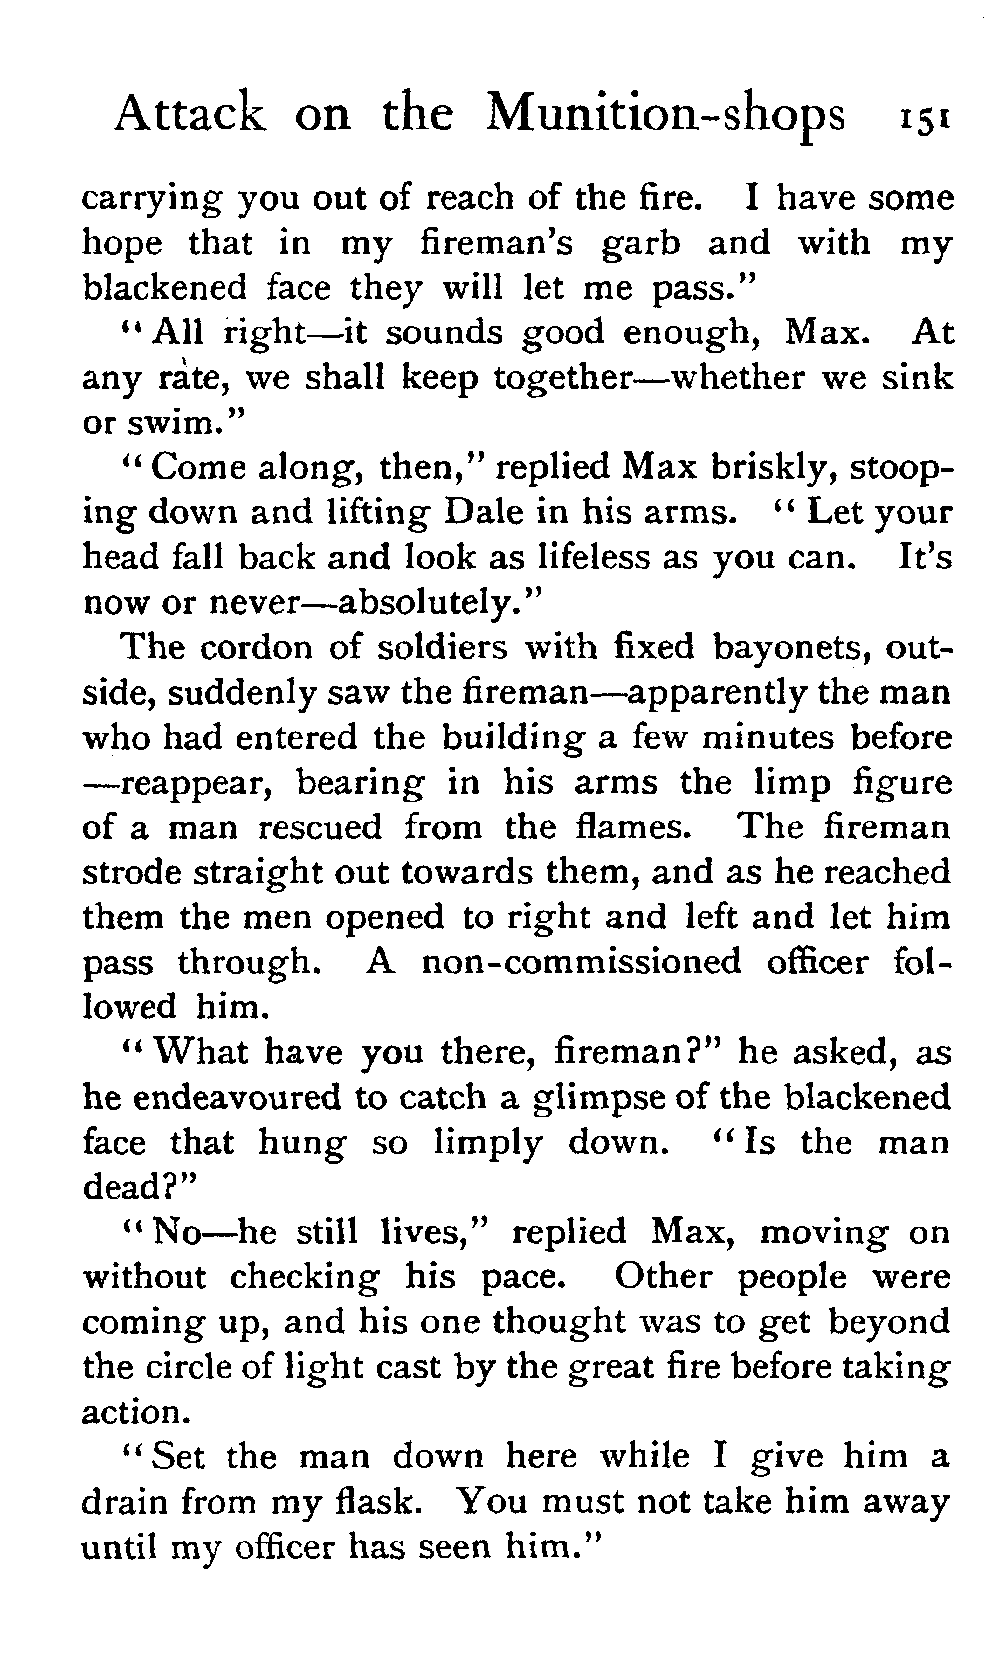 Attack on the Munition-shops 151
carrying you out of reach of the fire. I have some
hope that in my fireman's garb and with my
blackened face they will let me pass."
"All right—it sounds good enough, Max. At
any rate, we shall keep together—whether we sink
or swim."
"Come along, then," replied Max briskly, stoop-
ing down and lifting Dale in his arms. "Let your
head fall back and look as lifeless as you can. It's
now or never—absolutely."
The cordon of soldiers with fixed bayonets, out-
side, suddenly saw the fireman—apparently the man
who had entered the building a few minutes before
—reappear, bearing in his arms the limp figure
of a man rescued from the flames. The fireman
strode straight out towards them, and as he reached
them the men opened to right and left and let him
pass through. A non-commissioned officer fol-
lowed him.
"What have you there, fireman?" he asked, as
he endeavoured to catch a glimpse of the blackened
face that hung so limply down. "Is the man
dead?"
"No—he still lives," replied Max, moving on
without checking his pace. Other people were
coming up, and his one thought was to get beyond
the circle of light cast by the great fire before taking
action.
"Set the man down here while I give him a
drain from my flask. You must not take him away
until my officer has seen him."